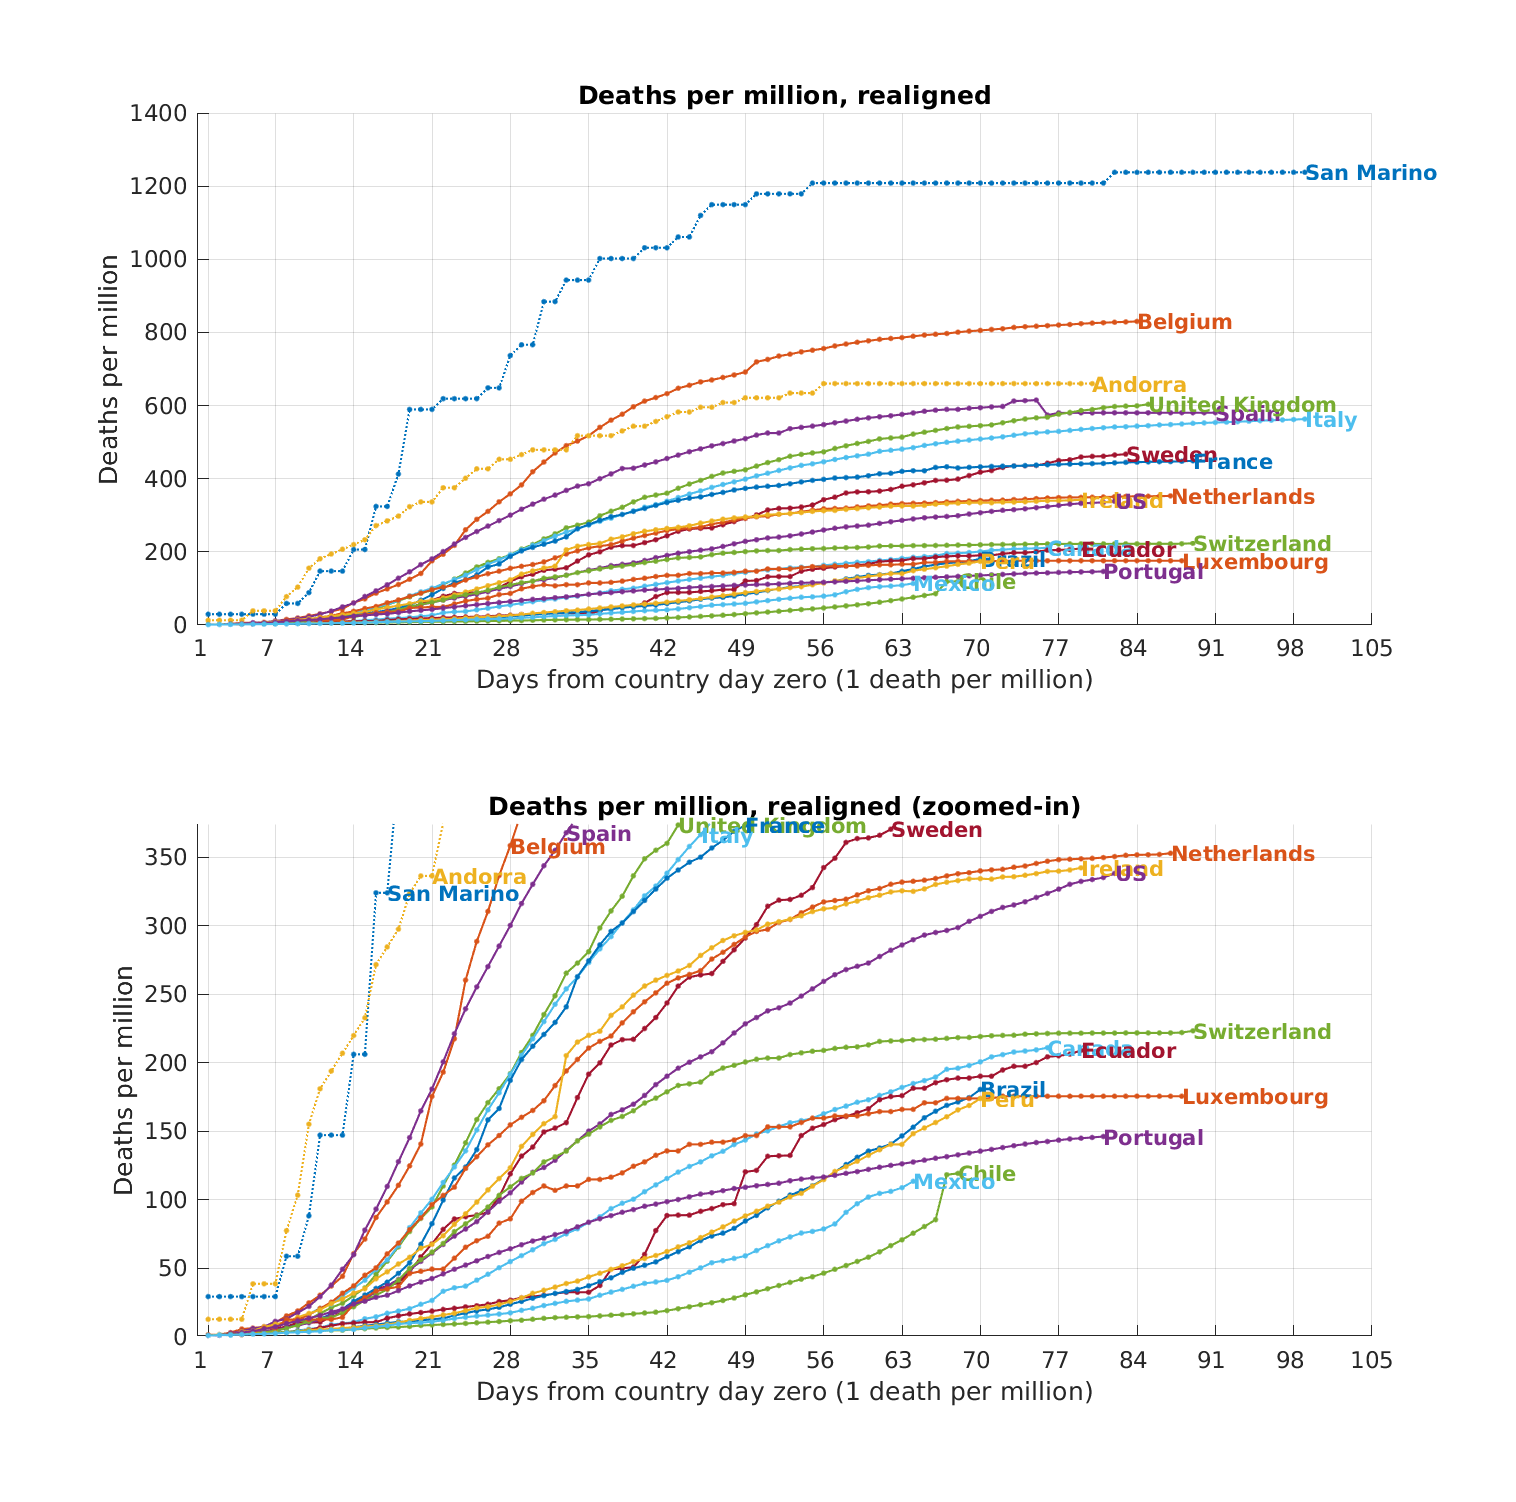 Deaths per million, realigned
1400
1200
1000
800
600
400
200
0
Deaths per million
San Marino
Belgium
Andorra
United Kingdom
Spain
Italy
Sweden
France
Netherlands
Ireland
US
Switzerland
Canada
Ecuador
Brazil
Peru
Luxembourg
Portugal
Mexico
Chile
1 7 14 21 28 35 42 49 56 63 70 77 84 91 98 105
Days from country day zero (1 death per million)
Deaths per million, realigned (zoomed-in)
350
300
250
200
150
100
50
0
Deaths per million
United Kingdom
France
Sweden
Spain
Italy
Belgium
Netherlands
Andorra
Ireland
US
San Marino
Switzerland
Canada
Ecuador
Brazil
Peru
Luxembourg
Portugal
Chile
Mexico
1 7 14 21 28 35 42 49 56 63 70 77 84 91 98 105
Days from country day zero (1 death per million)